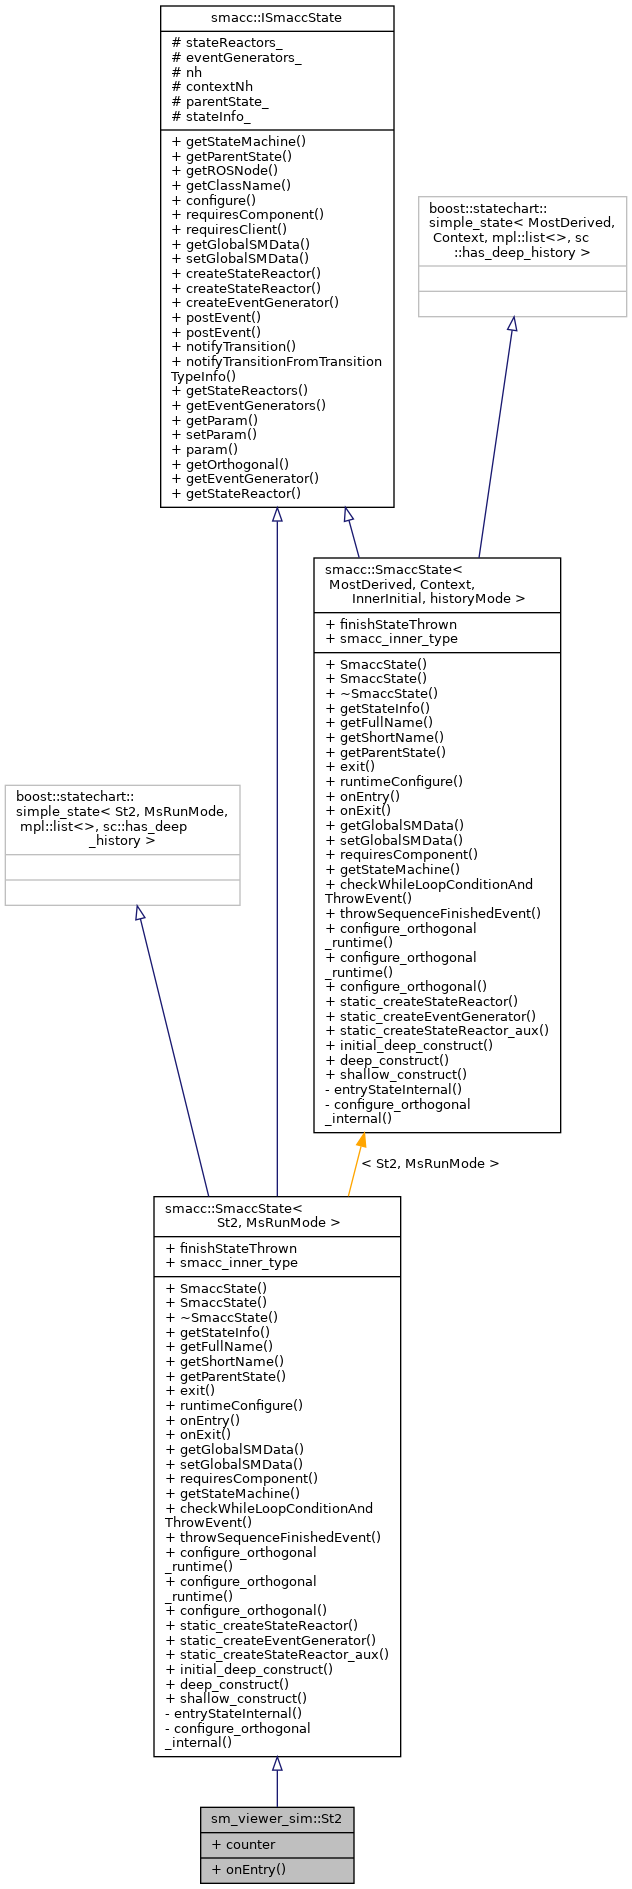 smacc::ISmaccState
# stateReactors_
# eventGenerators_
# nh
# contextNh
# parentState_
# stateInfo_
+ getStateMachine()
+ getParentState()
+ getROSNode()
+ getClassName()
+ configure()
+ requiresComponent()
+ requiresClient()
+ getGlobalSMData()
+ setGlobalSMData()
+ createStateReactor()
+ createStateReactor()
+ createEventGenerator()
+ postEvent()
+ postEvent()
+ notifyTransition()
+ notifyTransitionFromTransition
TypeInfo()
+ getStateReactors()
+ getEventGenerators()
+ getParam()
+ setParam()
+ param()
+ getOrthogonal()
+ getEventGenerator()
+ getStateReactor()
boost::statechart::
simple_state< MostDerived,
Context, mpl::list<>, sc
::has_deep_history >
smacc::SmaccState<
MostDerived, Context,
InnerInitial, historyMode >
+ finishStateThrown
+ smacc_inner_type
+ SmaccState()
+ SmaccState()
+ ~SmaccState()
+ getStateInfo()
+ getFullName()
+ getShortName()
+ getParentState()
+ exit()
+ runtimeConfigure()
+ onEntry()
+ onExit()
+ getGlobalSMData()
+ setGlobalSMData()
+ requiresComponent()
+ getStateMachine()
+ checkWhileLoopConditionAnd
ThrowEvent()
+ throwSequenceFinishedEvent()
+ configure_orthogonal
_runtime()
+ configure_orthogonal
_runtime()
+ configure_orthogonal()
+ static_createStateReactor()
+ static_createEventGenerator()
+ static_createStateReactor_aux()
+ initial_deep_construct()
+ deep_construct()
+ shallow_construct()
- entryStateInternal()
- configure_orthogonal
_internal()
boost::statechart::
simple_state< St2, MsRunMode,
mpl::list<>, sc::has_deep
_history >
< St2, MsRunMode >
smacc::SmaccState<
St2, MsRunMode >
+ finishStateThrown
+ smacc_inner_type
+ SmaccState()
+ SmaccState()
+ ~SmaccState()
+ getStateInfo()
+ getFullName()
+ getShortName()
+ getParentState()
+ exit()
+ runtimeConfigure()
+ onEntry()
+ onExit()
+ getGlobalSMData()
+ setGlobalSMData()
+ requiresComponent()
+ getStateMachine()
+ checkWhileLoopConditionAnd
ThrowEvent()
+ throwSequenceFinishedEvent()
+ configure_orthogonal
_runtime()
+ configure_orthogonal
_runtime()
+ configure_orthogonal()
+ static_createStateReactor()
+ static_createEventGenerator()
+ static_createStateReactor_aux()
+ initial_deep_construct()
+ deep_construct()
+ shallow_construct()
- entryStateInternal()
- configure_orthogonal
_internal()
sm_viewer_sim::St2
+ counter
+ onEntry()